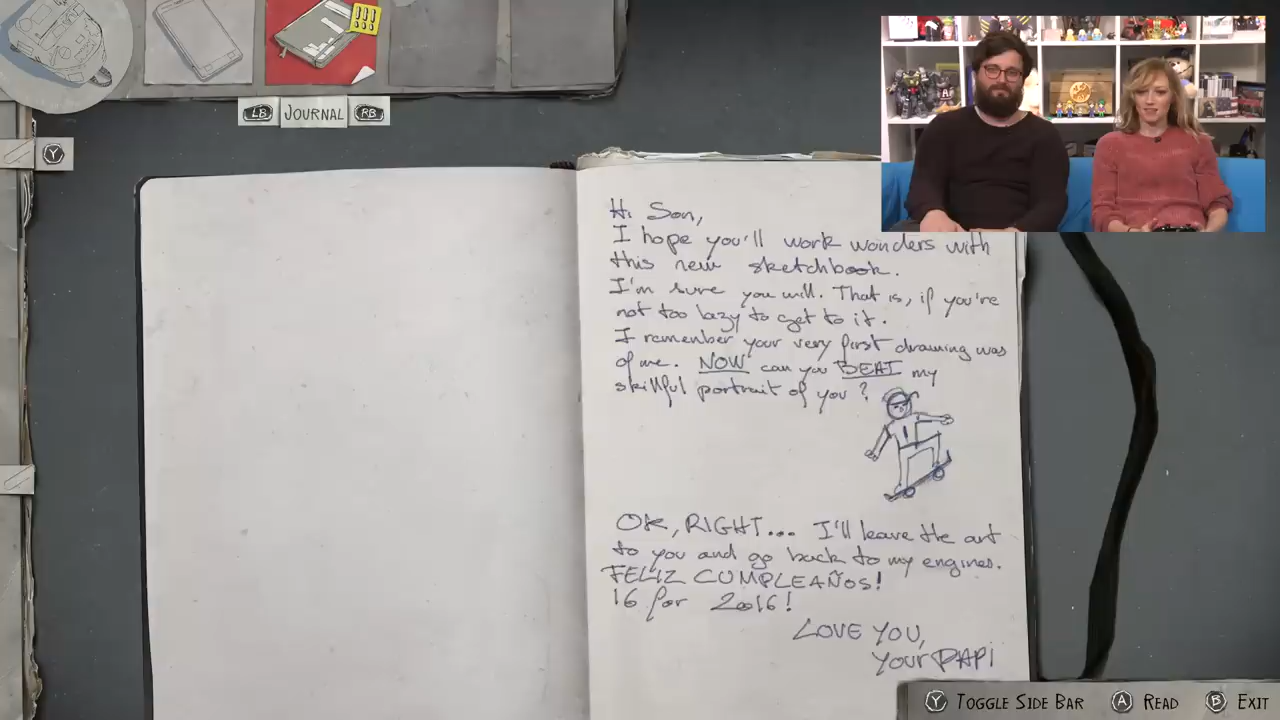 LB JOURNAL RB
Y
Hi Son,
I hope you'll work wonders with
this new sketchbook.
I'm sure you will. That is, if you're
not too lazy to get to it.
I remember your very first drawing was
of me. NOW can you BEAT my
skillful portrait of you?
OK, RIGHT... I'll leave the art
to you and go back to my engines.
FELIZ CUMPLEAÑOS!
16 for 2016!
LOVE YOU,
Your PAPI
Y TOGGLE SIDE BAR A READ B EXIT